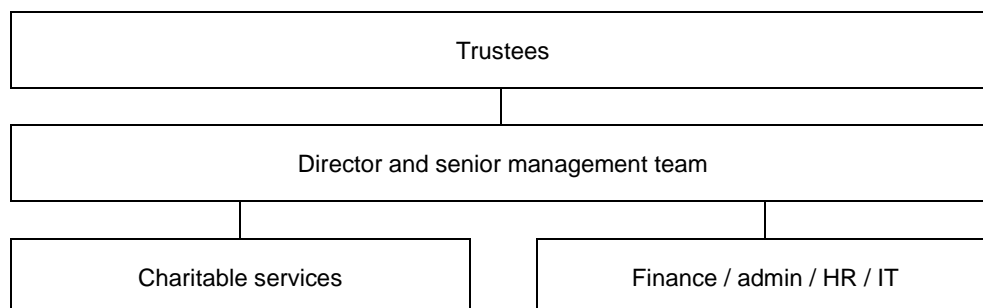 Trustees
Director and senior management team
Charitable services
Finance / admin / HR / IT